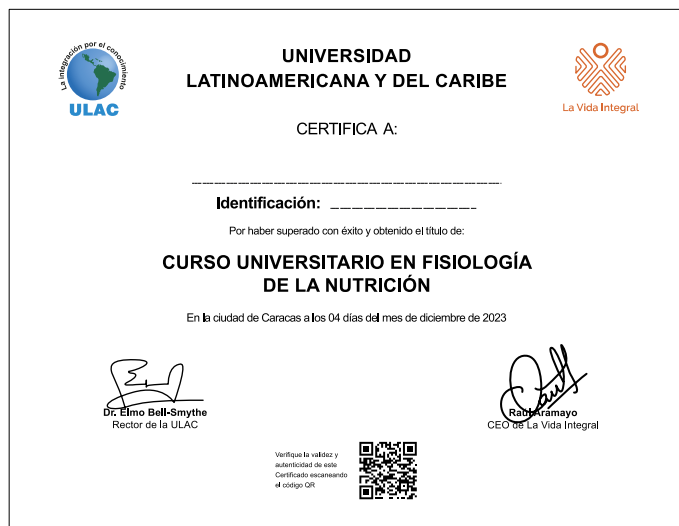 La integración por el conocimiento
ULAC
UNIVERSIDAD
LATINOAMERICANA Y DEL CARIBE
La Vida Integral
CERTIFICA A:
Identificación:
Por haber superado con éxito y obtenido el título de:
CURSO UNIVERSITARIO EN FISIOLOGÍA
DE LA NUTRICIÓN
En la ciudad de Caracas a los 04 días del mes de diciembre de 2023
Dr. Elmo Bell-Smythe
Rector de la ULAC
Raúl Aramayo
CEO de La Vida Integral
Verifique la validez y
autenticidad de este
Certificado escaneando
el código QR